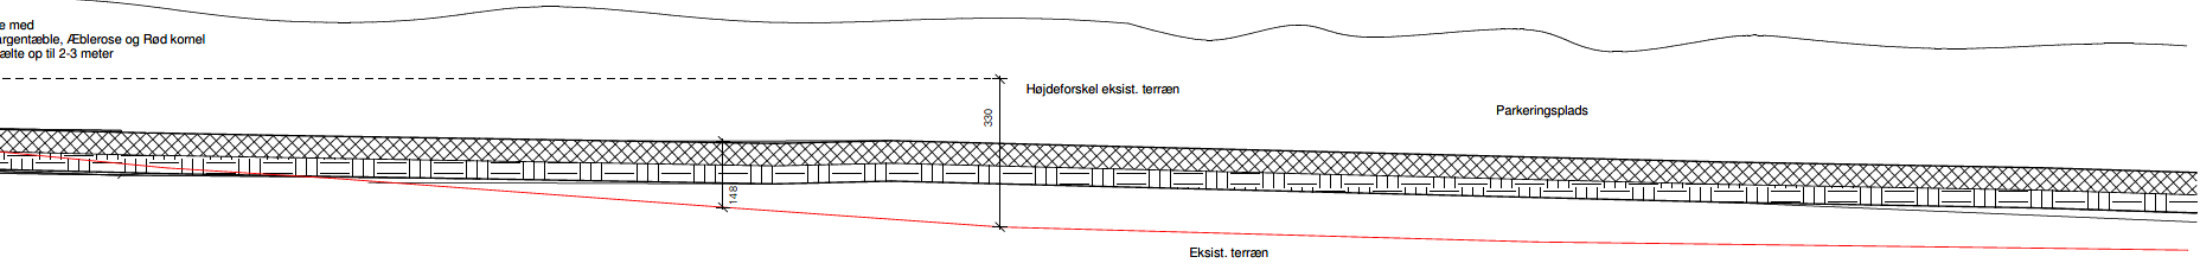 e med
rgentæble, Æblerose og Rød kornel
ælte op til 2-3 meter
Højdeforskel eksist. terræn
330
Parkeringsplads
148
Eksist. terræn